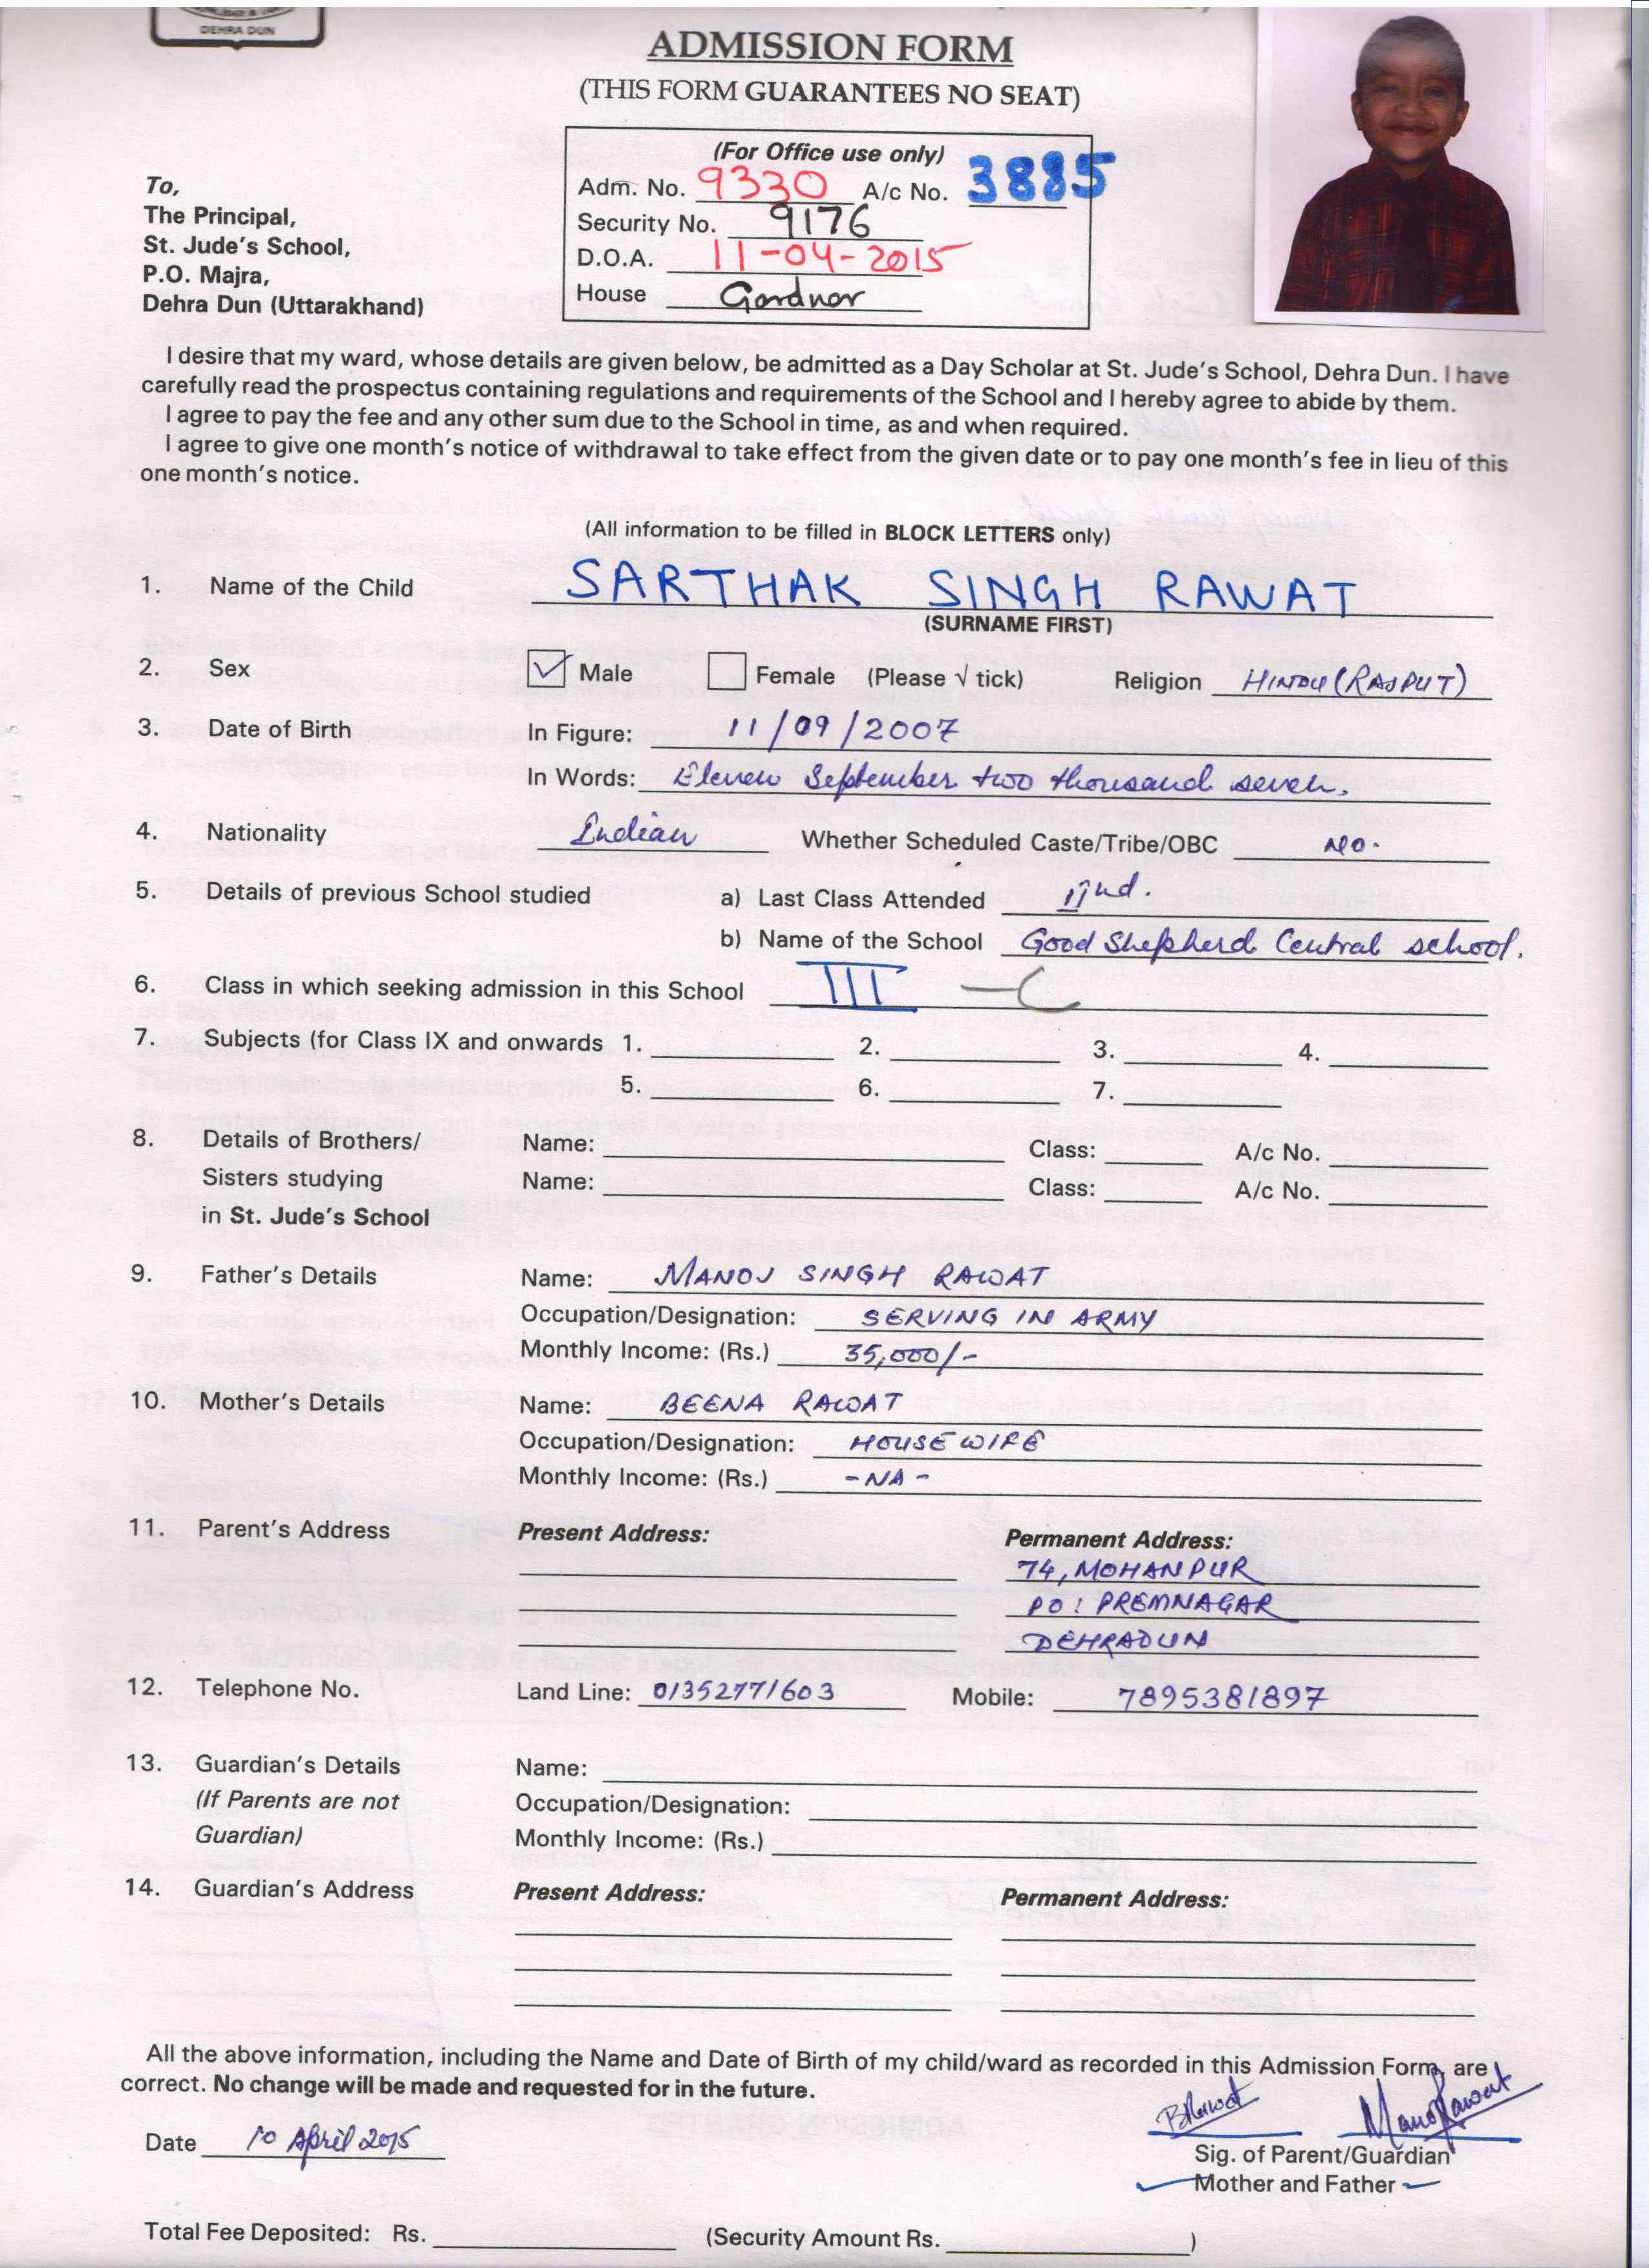 DEHRA DUN
ADMISSION FORM
(THIS FORM GUARANTEES NO SEAT)
(For Office use only)
Adm. No. 9330 A/c No. 3885
Security No. 9176
D.O.A. 11-04-2015
House Gardner
To,
The Principal,
St. Jude's School,
P.O. Majra,
Dehra Dun (Uttarakhand)
I desire that my ward, whose details are given below, be admitted as a Day Scholar at St. Jude's School, Dehra Dun. I have
carefully read the prospectus containing regulations and requirements of the School and I hereby agree to abide by them.
I agree to pay the fee and any other sum due to the School in time, as and when required.
I agree to give one month's notice of withdrawal to take effect from the given date or to pay one month's fee in lieu of this
one month's notice.
(All information to be filled in BLOCK LETTERS only)
1. Name of the Child SARTHAK SINGH RAWAT
(SURNAME FIRST)
2. Sex ✓ Male Female (Please √ tick) Religion HINDU (RAJPUT)
3. Date of Birth In Figure: 11/09/2007
In Words: Eleven September two thousand seven.
4. Nationality Indian Whether Scheduled Caste/Tribe/OBC NO.
5. Details of previous School studied a) Last Class Attended IInd.
b) Name of the School Good Shepherd Central school.
6. Class in which seeking admission in this School III - C
7. Subjects (for Class IX and onwards 1. 2. 3. 4.
5. 6. 7.
8. Details of Brothers/ Name: Class: A/c No.
Sisters studying Name: Class: A/c No.
in St. Jude's School
9. Father's Details Name: MANOJ SINGH RAWAT
Occupation/Designation: SERVING IN ARMY
Monthly Income: (Rs.) 35,000/-
10. Mother's Details Name: BEENA RAWAT
Occupation/Designation: HOUSE WIFE
Monthly Income: (Rs.) - NA -
11. Parent's Address Present Address: Permanent Address:
74, MOHANPUR
PO: PREMNAGAR
DEHRADUN
12. Telephone No. Land Line: 01352771603 Mobile: 7895381897
13. Guardian's Details Name:
(If Parents are not Occupation/Designation:
Guardian) Monthly Income: (Rs.)
14. Guardian's Address Present Address: Permanent Address:
All the above information, including the Name and Date of Birth of my child/ward as recorded in this Admission Form, are
correct. No change will be made and requested for in the future.
Date 10 April 2015 BRawat ManojRawat
Sig. of Parent/Guardian
Mother and Father
Total Fee Deposited: Rs. (Security Amount Rs. )